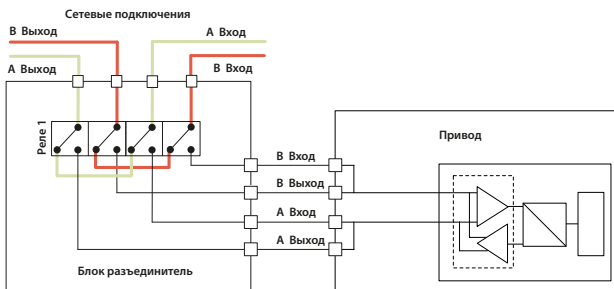 Сетевые подключения
В Выход
А Вход
А Выход
В Вход
Реле 1
Привод
В Вход
В Выход
А Вход
А Выход
Блок разъединитель